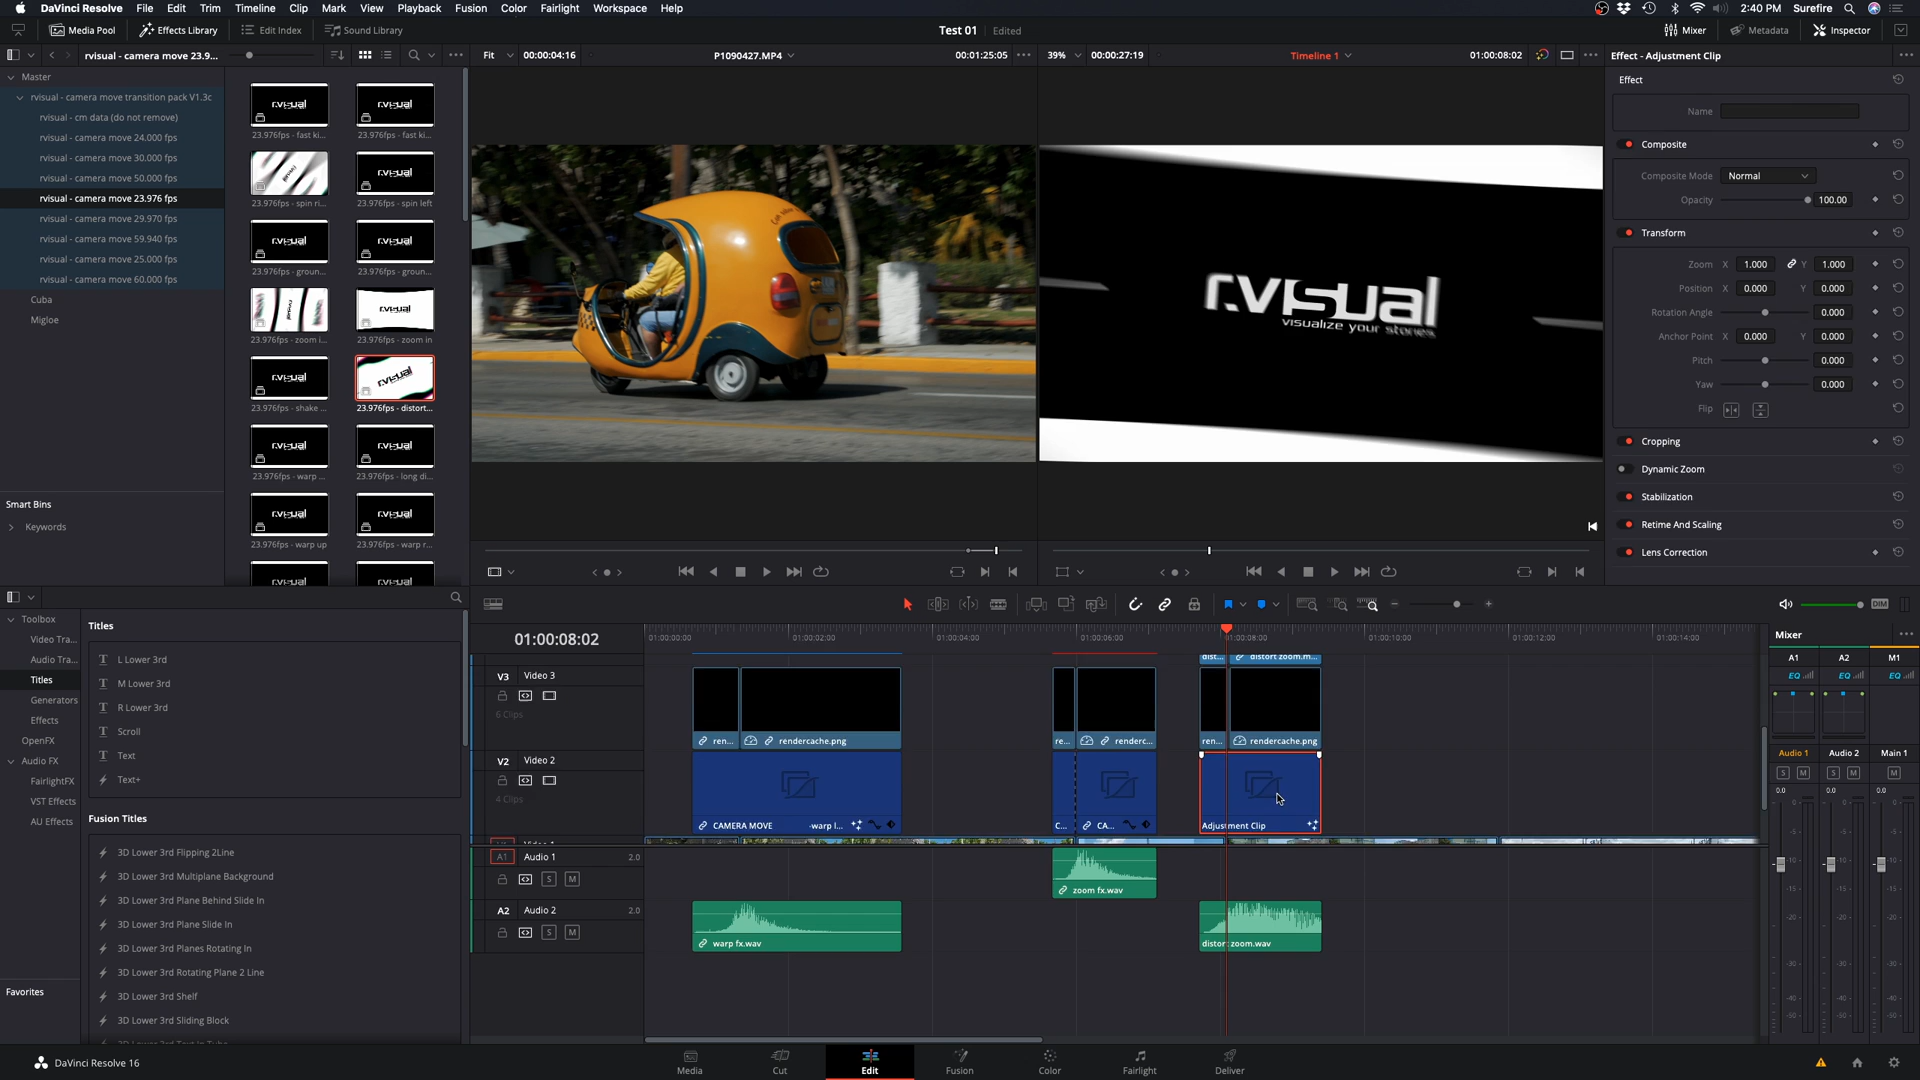 DaVinci Resolve File Edit Trim Timeline Clip Mark View Playback Fusion Color Fairlight Workspace Help 2:40 PM Surefire
Media Pool Effects Library Edit Index Sound Library Test 01 Edited Mixer Metadata Inspector
rvisual - camera move 23.9... Fit 00:00:04:16 P1090427.MP4 00:01:25:05 39% 00:00:27:19 Timeline 1 01:00:08:02 Effect - Adjustment Clip
Master
rvisual - camera move transition pack V1.3c
rvisual - cm data (do not remove)
rvisual - camera move 24.000 fps
rvisual - camera move 30.000 fps
rvisual - camera move 50.000 fps
rvisual - camera move 23.976 fps
rvisual - camera move 29.970 fps
rvisual - camera move 59.940 fps
rvisual - camera move 25.000 fps
rvisual - camera move 60.000 fps
Cuba
Migloe
Smart Bins
Keywords
23.976fps - fast ki... 23.976fps - fast ki...
23.976fps - spin ri... 23.976fps - spin left
23.976fps - groun... 23.976fps - groun...
23.976fps - zoom i... 23.976fps - zoom in
23.976fps - shake ... 23.976fps - distort...
23.976fps - warp ... 23.976fps - long di...
23.976fps - warp up 23.976fps - warp r...
r.visual
visualize your stories.
Effect
Name
Composite
Composite Mode Normal
Opacity 100.00
Transform
Zoom X 1.000 Y 1.000
Position X 0.000 Y 0.000
Rotation Angle 0.000
Anchor Point X 0.000 Y 0.000
Pitch 0.000
Yaw 0.000
Flip
Cropping
Dynamic Zoom
Stabilization
Retime And Scaling
Lens Correction
Toolbox
Video Tra...
Audio Tra...
Titles
Generators
Effects
OpenFX
Audio FX
FairlightFX
VST Effects
AU Effects
Favorites
Titles
L Lower 3rd
M Lower 3rd
R Lower 3rd
Scroll
Text
Text+
Fusion Titles
3D Lower 3rd Flipping 2Line
3D Lower 3rd Multiplane Background
3D Lower 3rd Plane Behind Slide In
3D Lower 3rd Plane Slide In
3D Lower 3rd Planes Rotating In
3D Lower 3rd Rotating Plane 2 Line
3D Lower 3rd Shelf
3D Lower 3rd Sliding Block
01:00:08:02
01:00:00:00 01:00:02:00 01:00:04:00 01:00:06:00 01:00:08:00 01:00:10:00 01:00:12:00 01:00:14:00
dist... distort zoom.m...
V3 Video 3
6 Clips
ren... rendercache.png re... renderc... ren... rendercache.png
V2 Video 2
4 Clips
CAMERA MOVE -warp l... C... CA... Adjustment Clip
A1 Audio 1 2.0
S M
zoom fx.wav
A2 Audio 2 2.0
S M
warp fx.wav distort zoom.wav
DIM
Mixer
A1 A2 M1
EQ EQ EQ
Audio 1 Audio 2 Main 1
S M S M M
0.0 0.0 0.0
DaVinci Resolve 16
Media Cut Edit Fusion Color Fairlight Deliver